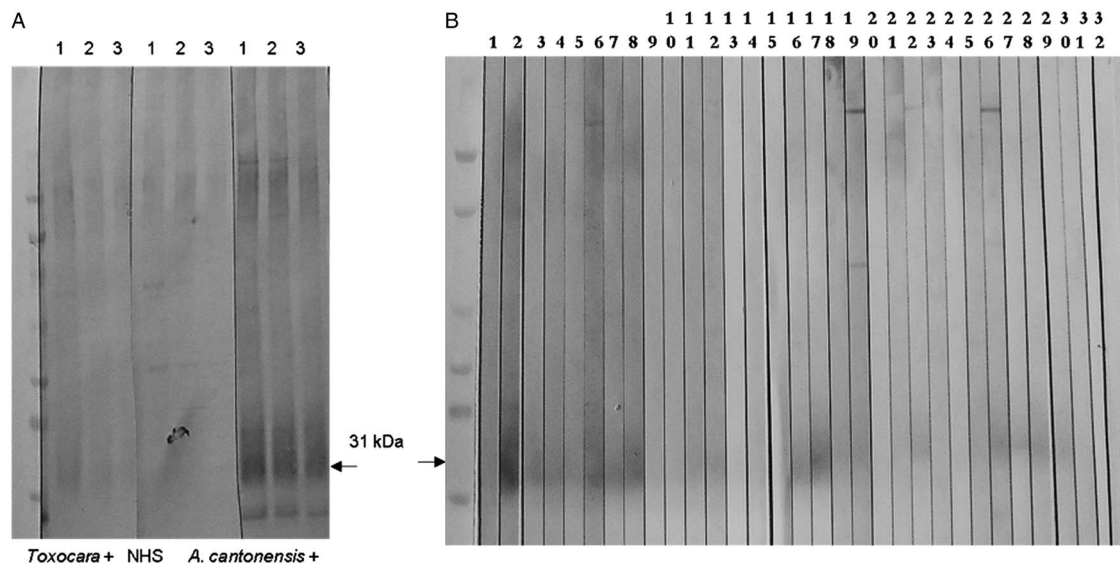 A
1 2 3 1 2 3 1 2 3
Toxocara + NHS A. cantonensis +
31 kDa
B
1 2 3 4 5 6 7 8 9 10 11 12 13 14 15 16 17 18 19 20 21 22 23 24 25 26 27 28 29 30 31 32